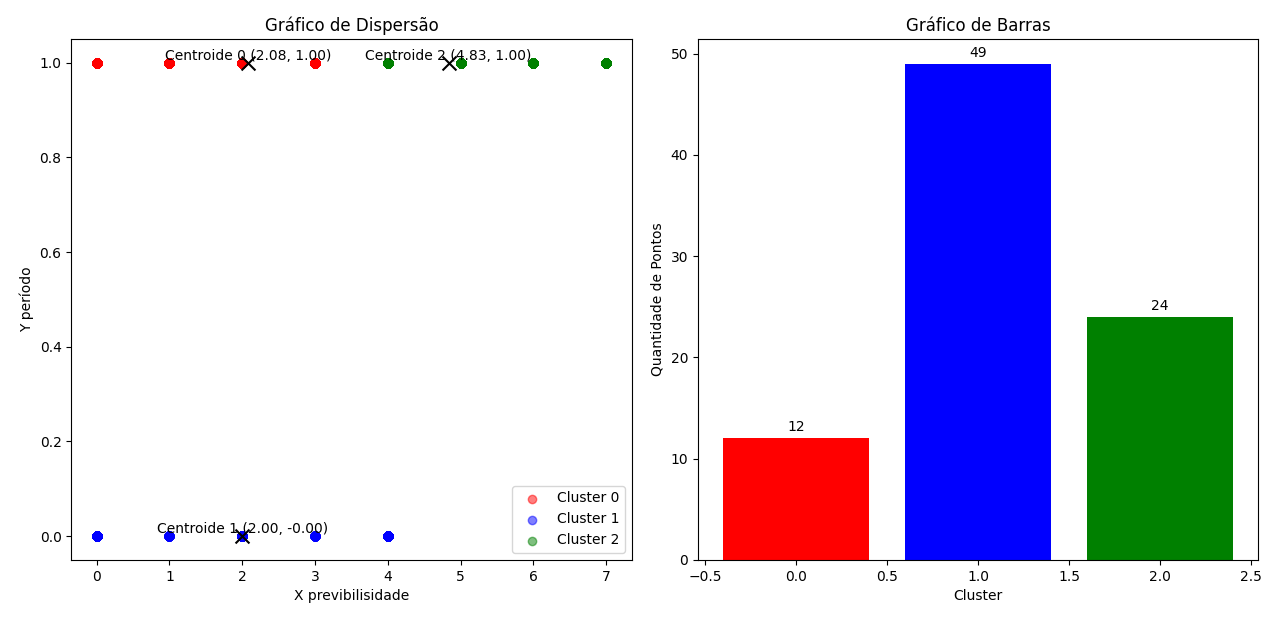 Gráfico de Dispersão
Centroide 0 (2.08, 1.00)
Centroide 2 (4.83, 1.00)
1.0
0.8
0.6
0.4
0.2
0.0
Y período
Centroide 1 (2.00, -0.00)
Cluster 0
Cluster 1
Cluster 2
0 1 2 3 4 5 6 7
X previbilisidade
Gráfico de Barras
50
40
30
20
10
0
Quantidade de Pontos
12
49
24
−0.5 0.0 0.5 1.0 1.5 2.0 2.5
Cluster